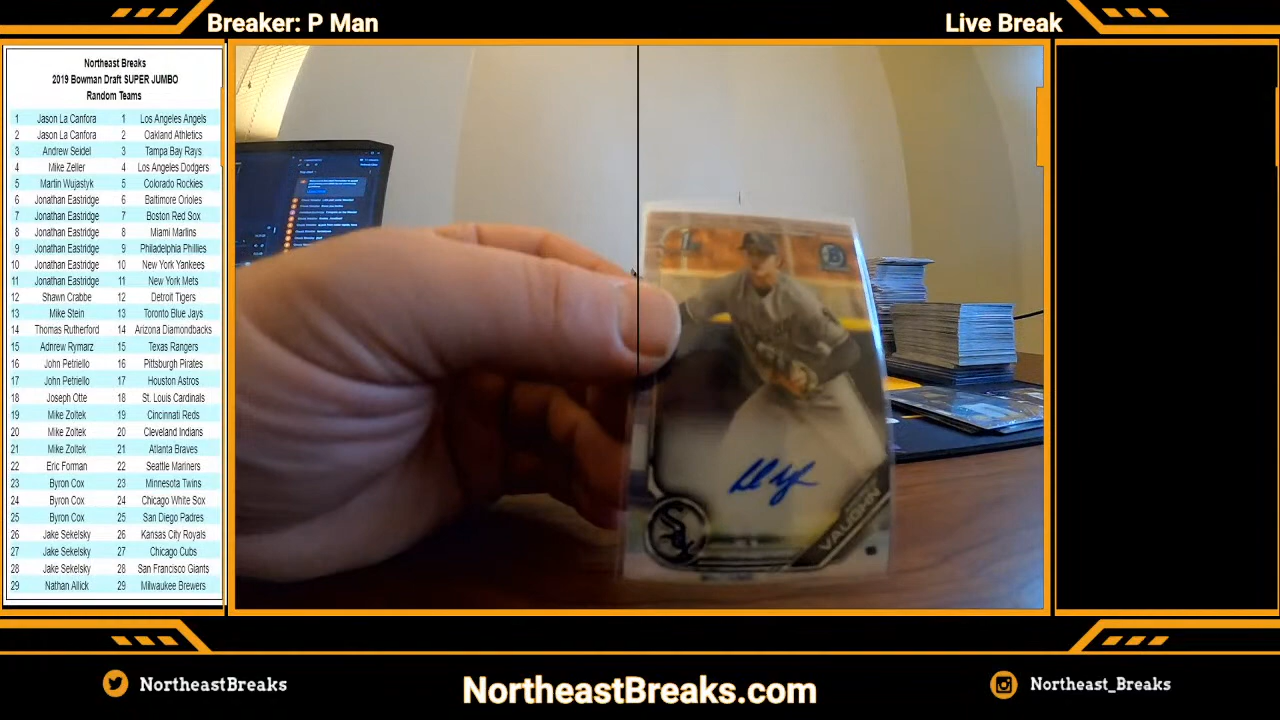 Breaker: P Man
Live Break
Northeast Breaks
2019 Bowman Draft SUPER JUMBO
Random Teams
1 Jason La Canfora 1 Los Angeles Angels
2 Jason La Canfora 2 Oakland Athletics
3 Andrew Seidel 3 Tampa Bay Rays
4 Mike Zeller 4 Los Angeles Dodgers
5 Martin Wujastyk 5 Colorado Rockies
6 Jonathan Eastridge 6 Baltimore Orioles
7 Jonathan Eastridge 7 Boston Red Sox
8 Jonathan Eastridge 8 Miami Marlins
9 Jonathan Eastridge 9 Philadelphia Phillies
10 Jonathan Eastridge 10 New York Yankees
11 Jonathan Eastridge 11 New York Mets
12 Shawn Crabbe 12 Detroit Tigers
13 Mike Stein 13 Toronto Blue Jays
14 Thomas Rutherford 14 Arizona Diamondbacks
15 Adnrew Rymarz 15 Texas Rangers
16 John Petriello 16 Pittsburgh Pirates
17 John Petriello 17 Houston Astros
18 Joseph Otte 18 St. Louis Cardinals
19 Mike Zoltek 19 Cincinnati Reds
20 Mike Zoltek 20 Cleveland Indians
21 Mike Zoltek 21 Atlanta Braves
22 Eric Forman 22 Seattle Mariners
23 Byron Cox 23 Minnesota Twins
24 Byron Cox 24 Chicago White Sox
25 Byron Cox 25 San Diego Padres
26 Jake Sekelsky 26 Kansas City Royals
27 Jake Sekelsky 27 Chicago Cubs
28 Jake Sekelsky 28 San Francisco Giants
29 Nathan Allick 29 Milwaukee Brewers
VAUGHN
NortheastBreaks
NortheastBreaks.com
Northeast_Breaks